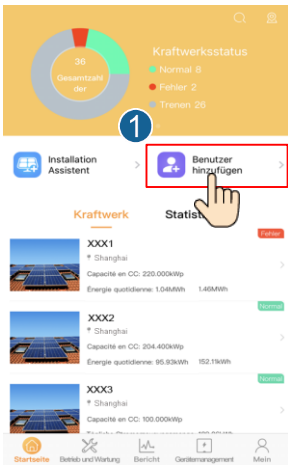 Kraftwerksstatus
36
Gesamtzahl
der
Normal 8
Fehler 2
Trenen 26
1
Installation
Assistent
Benutzer
hinzufügen
Kraftwerk
Fehler
XXX1
Shanghai
Capacité en CC: 220.000kWp
Énergie quotidienne: 1.04MWh 1.46MWh
Normal
XXX2
Shanghai
Capacité en CC: 204.400kWp
Énergie quotidienne: 95.93kWh 152.11kWh
Normal
XXX3
Shanghai
Capacité en CC: 100.000kWp
Startseite Betrieb und Wartung Bericht Gerätemanagement Mein